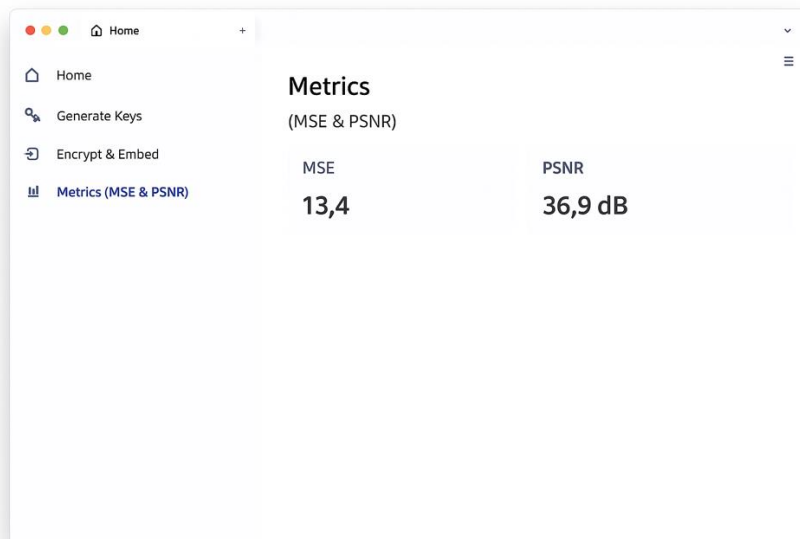 Home
+
Home
Generate Keys
Encrypt & Embed
Metrics (MSE & PSNR)
Metrics
(MSE & PSNR)
MSE
13,4
PSNR
36,9 dB